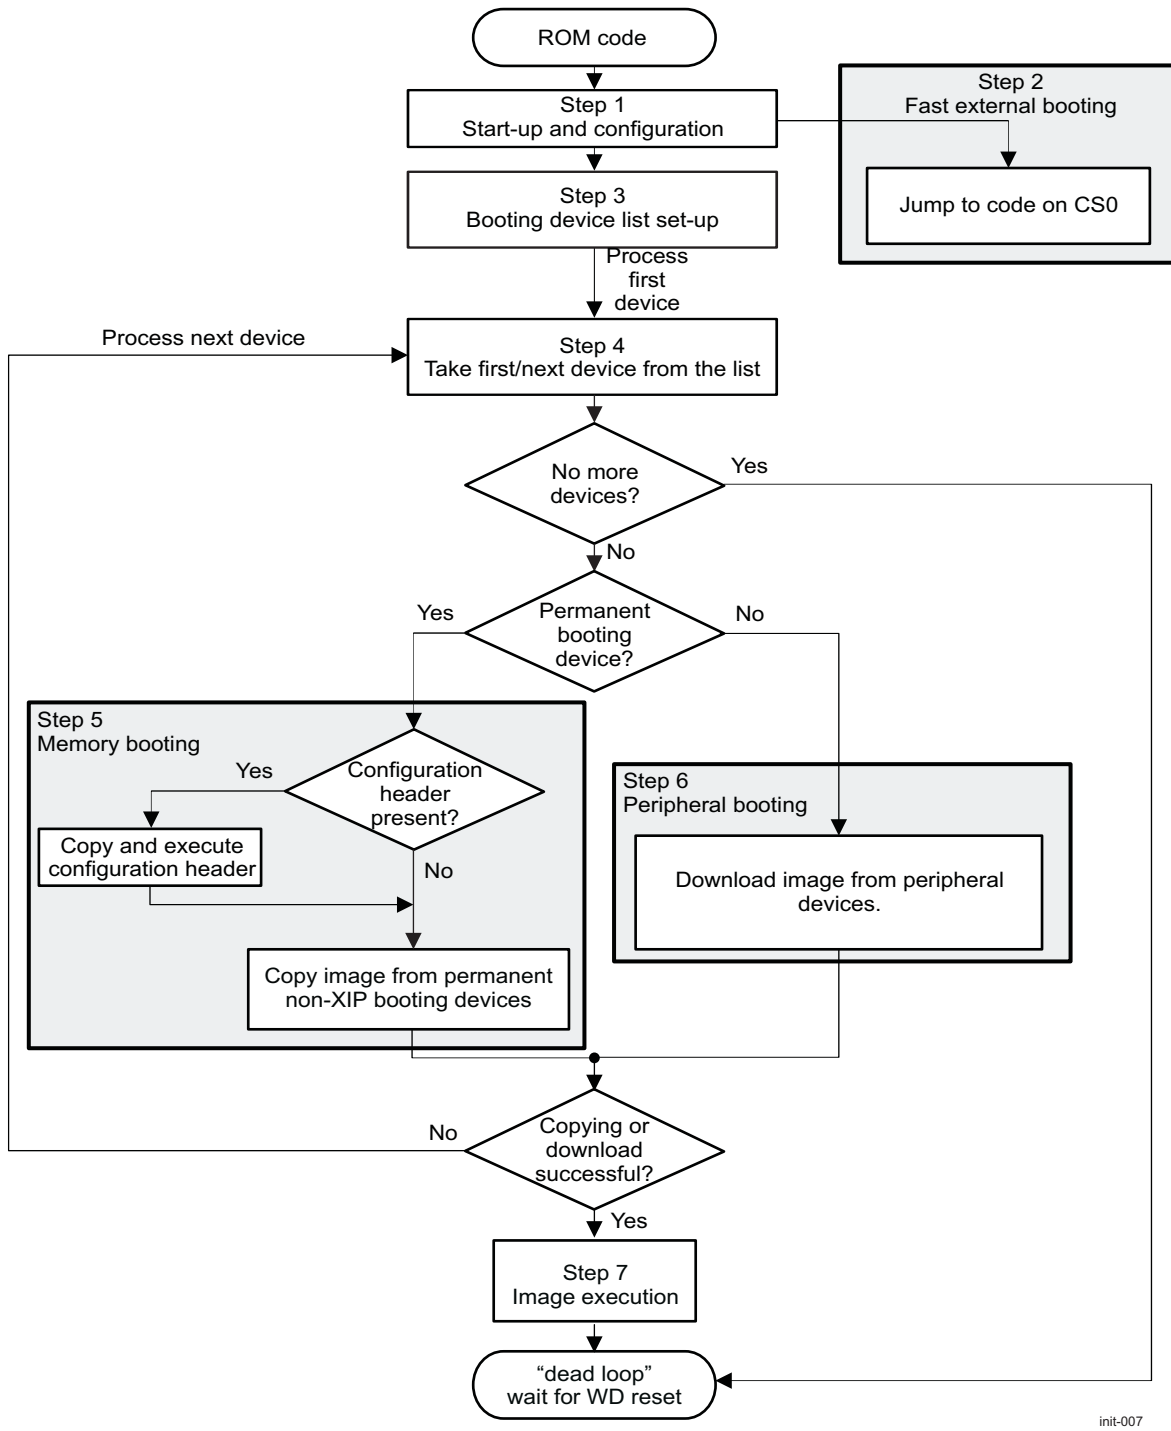 ROM code
Step 1
Start-up and configuration
Step 2
Fast external booting
Jump to code on CS0
Step 3
Booting device list set-up
Process
first
device
Process next device
Step 4
Take first/next device from the list
No more
devices?
Yes
No
Permanent
booting
device?
Yes
No
Step 5
Memory booting
Configuration
header
present?
Yes
No
Copy and execute
configuration header
Copy image from permanent
non-XIP booting devices
Step 6
Peripheral booting
Download image from peripheral
devices.
Copying or
download
successful?
No
Yes
Step 7
Image execution
“dead loop”
wait for WD reset
init-007